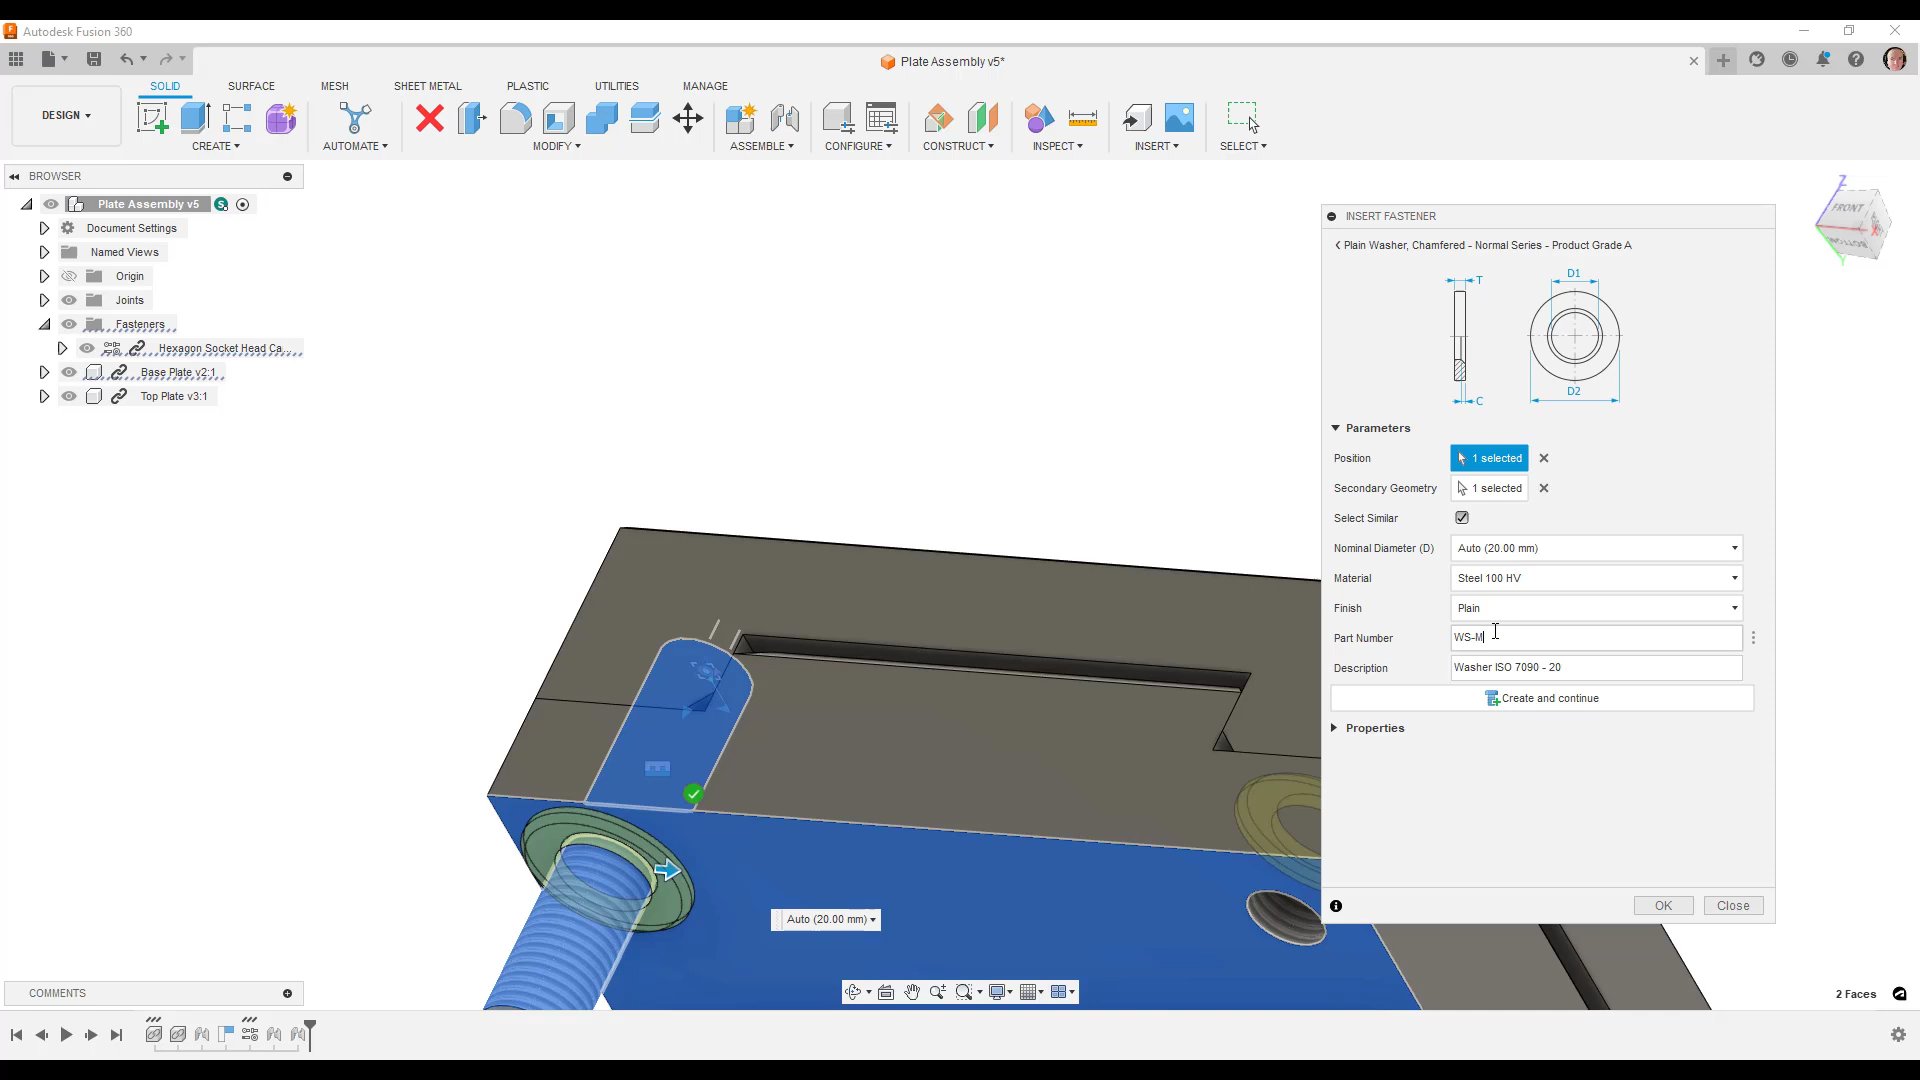 Autodesk Fusion 360
Plate Assembly v5*
DESIGN
SOLID
SURFACE
MESH
SHEET METAL
PLASTIC
UTILITIES
MANAGE
CREATE
AUTOMATE
MODIFY
ASSEMBLE
CONFIGURE
CONSTRUCT
INSPECT
INSERT
SELECT
BROWSER
Plate Assembly v5
S
Document Settings
Named Views
Origin
Joints
Fasteners
Hexagon Socket Head Ca...
Base Plate v2:1
Top Plate v3:1
INSERT FASTENER
Plain Washer, Chamfered - Normal Series - Product Grade A
T
D1
D2
C
Parameters
Position
1 selected
Secondary Geometry
1 selected
Select Similar
Nominal Diameter (D)
Auto (20.00 mm)
Material
Steel 100 HV
Finish
Plain
Part Number
WS-M
Description
Washer ISO 7090 - 20
Create and continue
Properties
OK
Close
Z
FRONT
BOTTOM
X
Y
Auto (20.00 mm)
COMMENTS
2 Faces